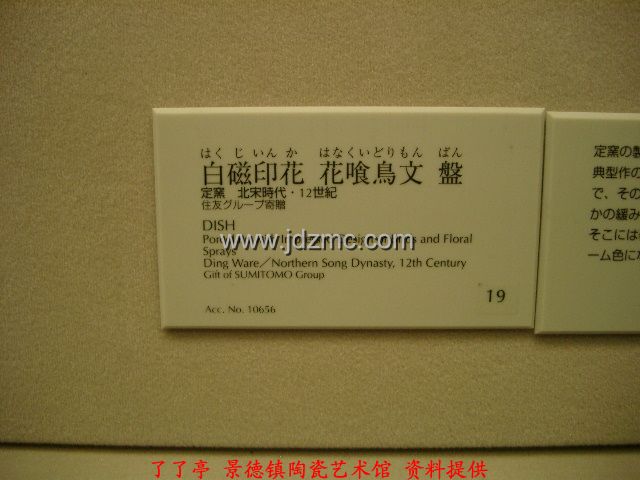 はくじいんか はなくいどりもん ばん
白磁印花 花喰鳥文 盤
定窯 北宋時代・12世紀
住友グループ寄贈
DISH
and Floral
Sprays
Ding Ware／Northern Song Dynasty, 12th Century
Gift of SUMITOMO Group
Acc. No. 10656
19
定窯の製
典型作の
で、その
かの緩み
そこには
ーム色に
www.jdzmc.com
了了亭 景德镇陶瓷艺术馆 资料提供